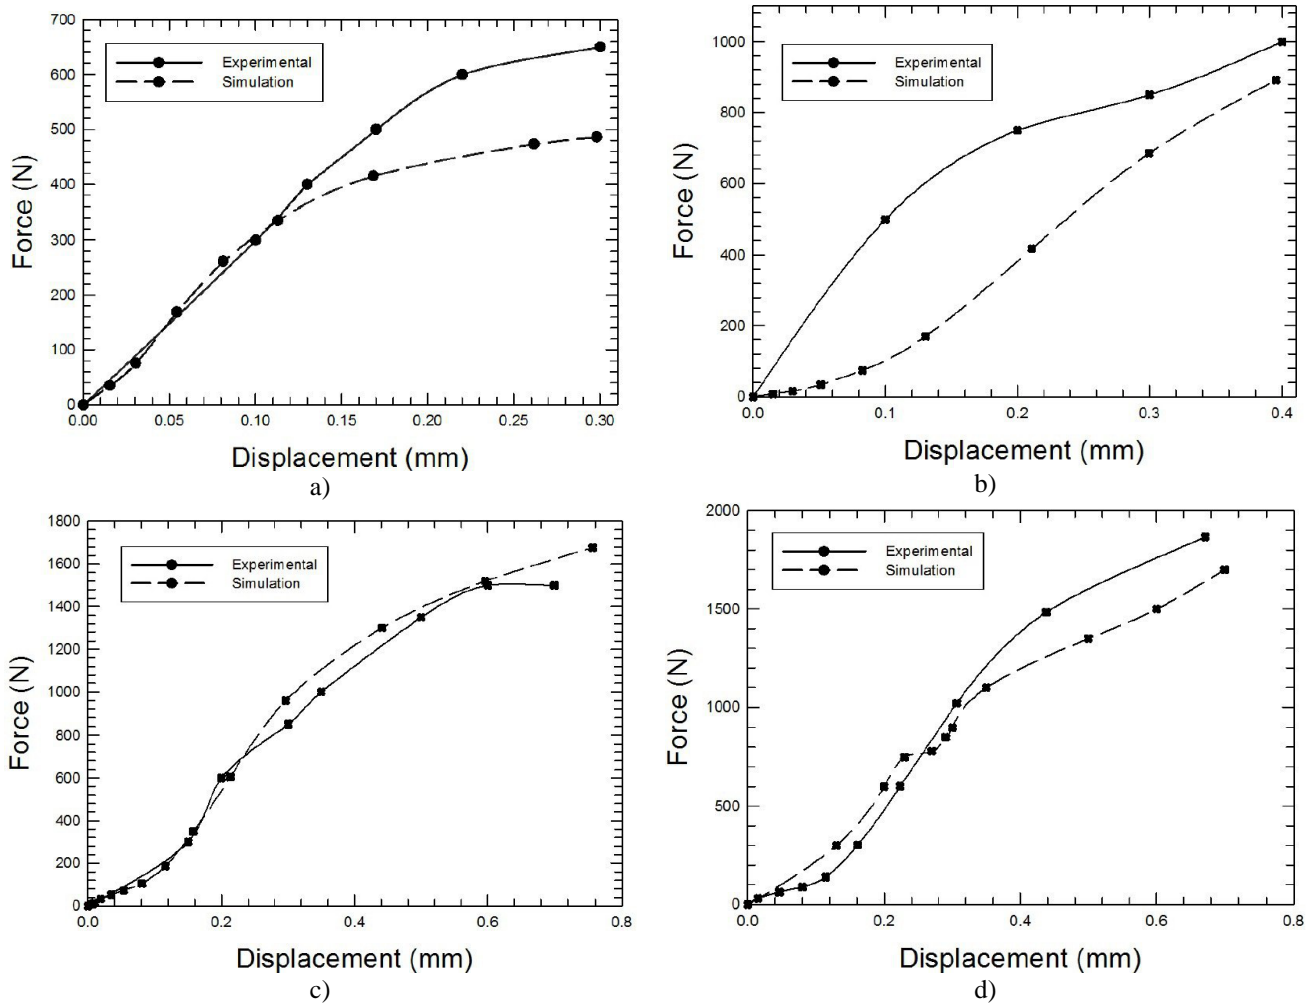 700
600
500
400
300
200
100
0
Force (N)
Experimental
Simulation
0.00 0.05 0.10 0.15 0.20 0.25 0.30
Displacement (mm)
a)
1000
800
600
400
200
0
Force (N)
Experimental
Simulation
0.0 0.1 0.2 0.3 0.4
Displacement (mm)
b)
1800
1600
1400
1200
1000
800
600
400
200
0
Force (N)
Experimental
Simulation
0.0 0.2 0.4 0.6 0.8
Displacement (mm)
c)
2000
1500
1000
500
0
Force (N)
Experimental
Simulation
0.0 0.2 0.4 0.6 0.8
Displacement (mm)
d)